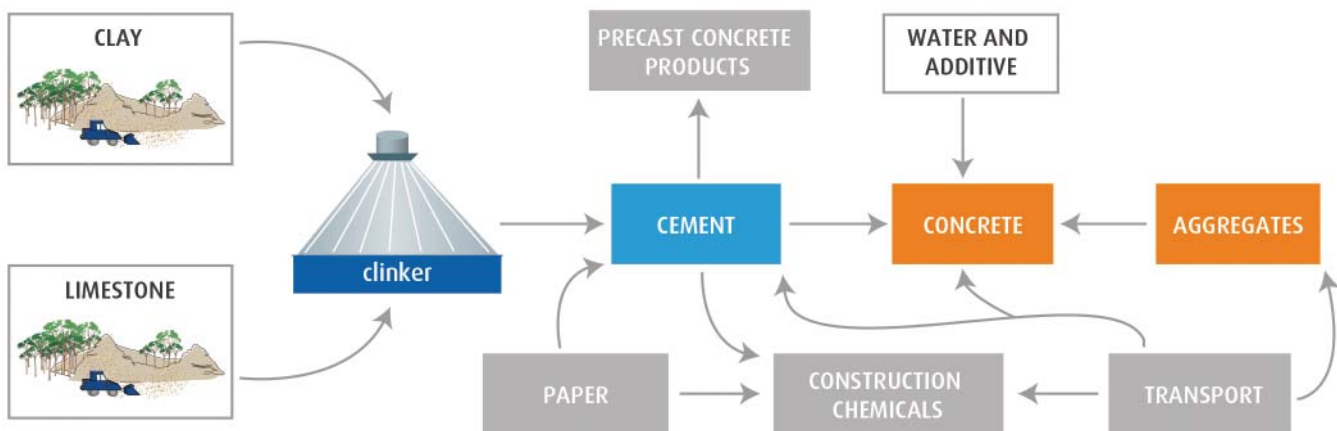 CLAY
PRECAST CONCRETE
PRODUCTS
WATER AND
ADDITIVE
clinker
CEMENT
CONCRETE
AGGREGATES
LIMESTONE
PAPER
CONSTRUCTION
CHEMICALS
TRANSPORT